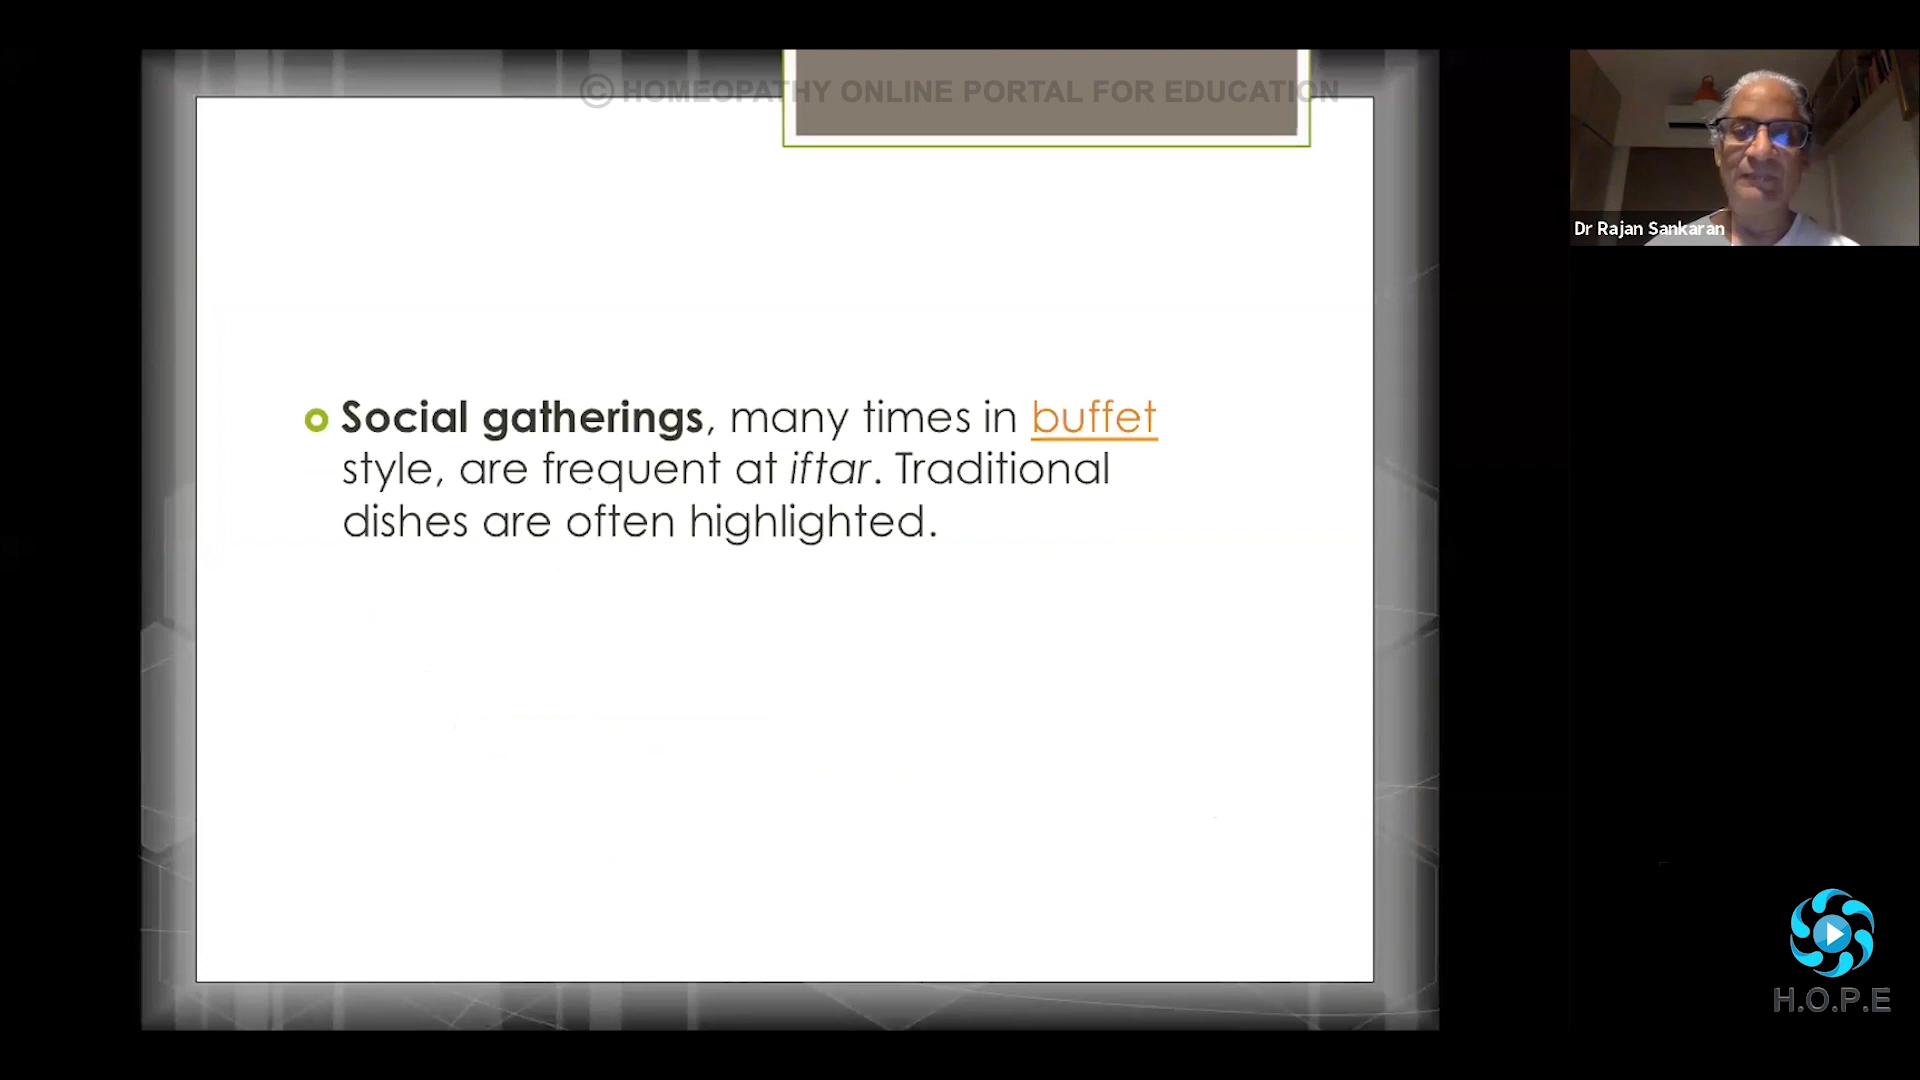 © HOMEOPATHY ONLINE PORTAL FOR EDUCATION
Dr Rajan Sankaran
Social gatherings, many times in buffet
style, are frequent at iftar. Traditional
dishes are often highlighted.
H.O.P.E